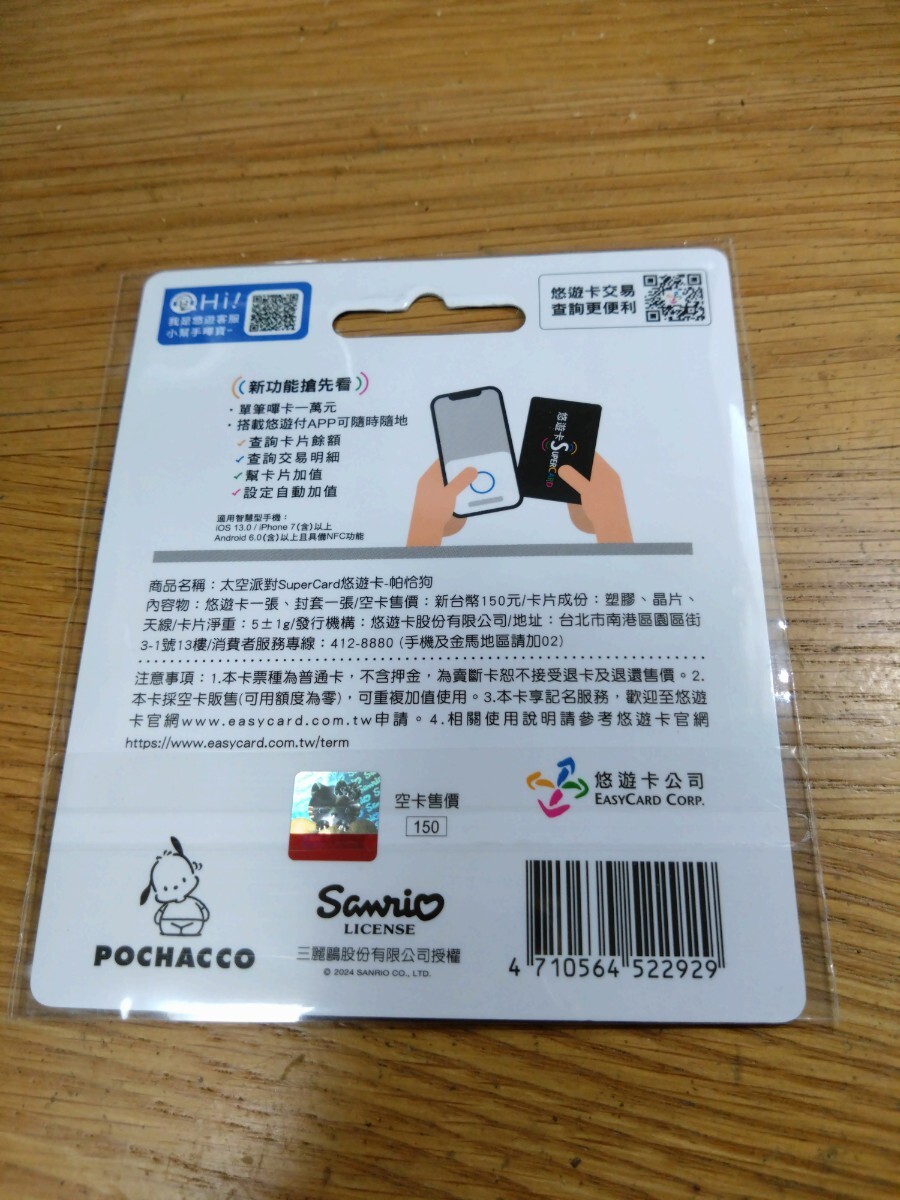 Hi!
我是悠遊客服
小幫手嗶寶~
悠遊卡交易
查詢更便利
新功能搶先看
・單筆嗶卡一萬元
・搭載悠遊付APP可隨時隨地
✓查詢卡片餘額
✓查詢交易明細
✓幫卡片加值
✓設定自動加值
適用智慧型手機：
iOS 13.0 / iPhone 7(含)以上
Android 6.0(含)以上且具備NFC功能
悠遊卡 SUPERCARD
商品名稱：太空派對SuperCard悠遊卡-帕恰狗
內容物：悠遊卡一張、封套一張/空卡售價：新台幣150元/卡片成份：塑膠、晶片、
天線/卡片淨重：5±1g/發行機構：悠遊卡股份有限公司/地址：台北市南港區園區街
3-1號13樓/消費者服務專線：412-8880 (手機及金馬地區請加02)
注意事項：1.本卡票種為普通卡，不含押金，為賣斷卡恕不接受退卡及退還售價。2.
本卡採空卡販售(可用額度為零)，可重複加值使用。3.本卡享記名服務，歡迎至悠遊
卡官網www.easycard.com.tw申請。4.相關使用說明請參考悠遊卡官網
https://www.easycard.com.tw/term
空卡售價
150
悠遊卡公司
EASYCARD CORP.
POCHACCO
Sanrio
LICENSE
三麗鷗股份有限公司授權
© 2024 SANRIO CO., LTD.
4 710564 522929